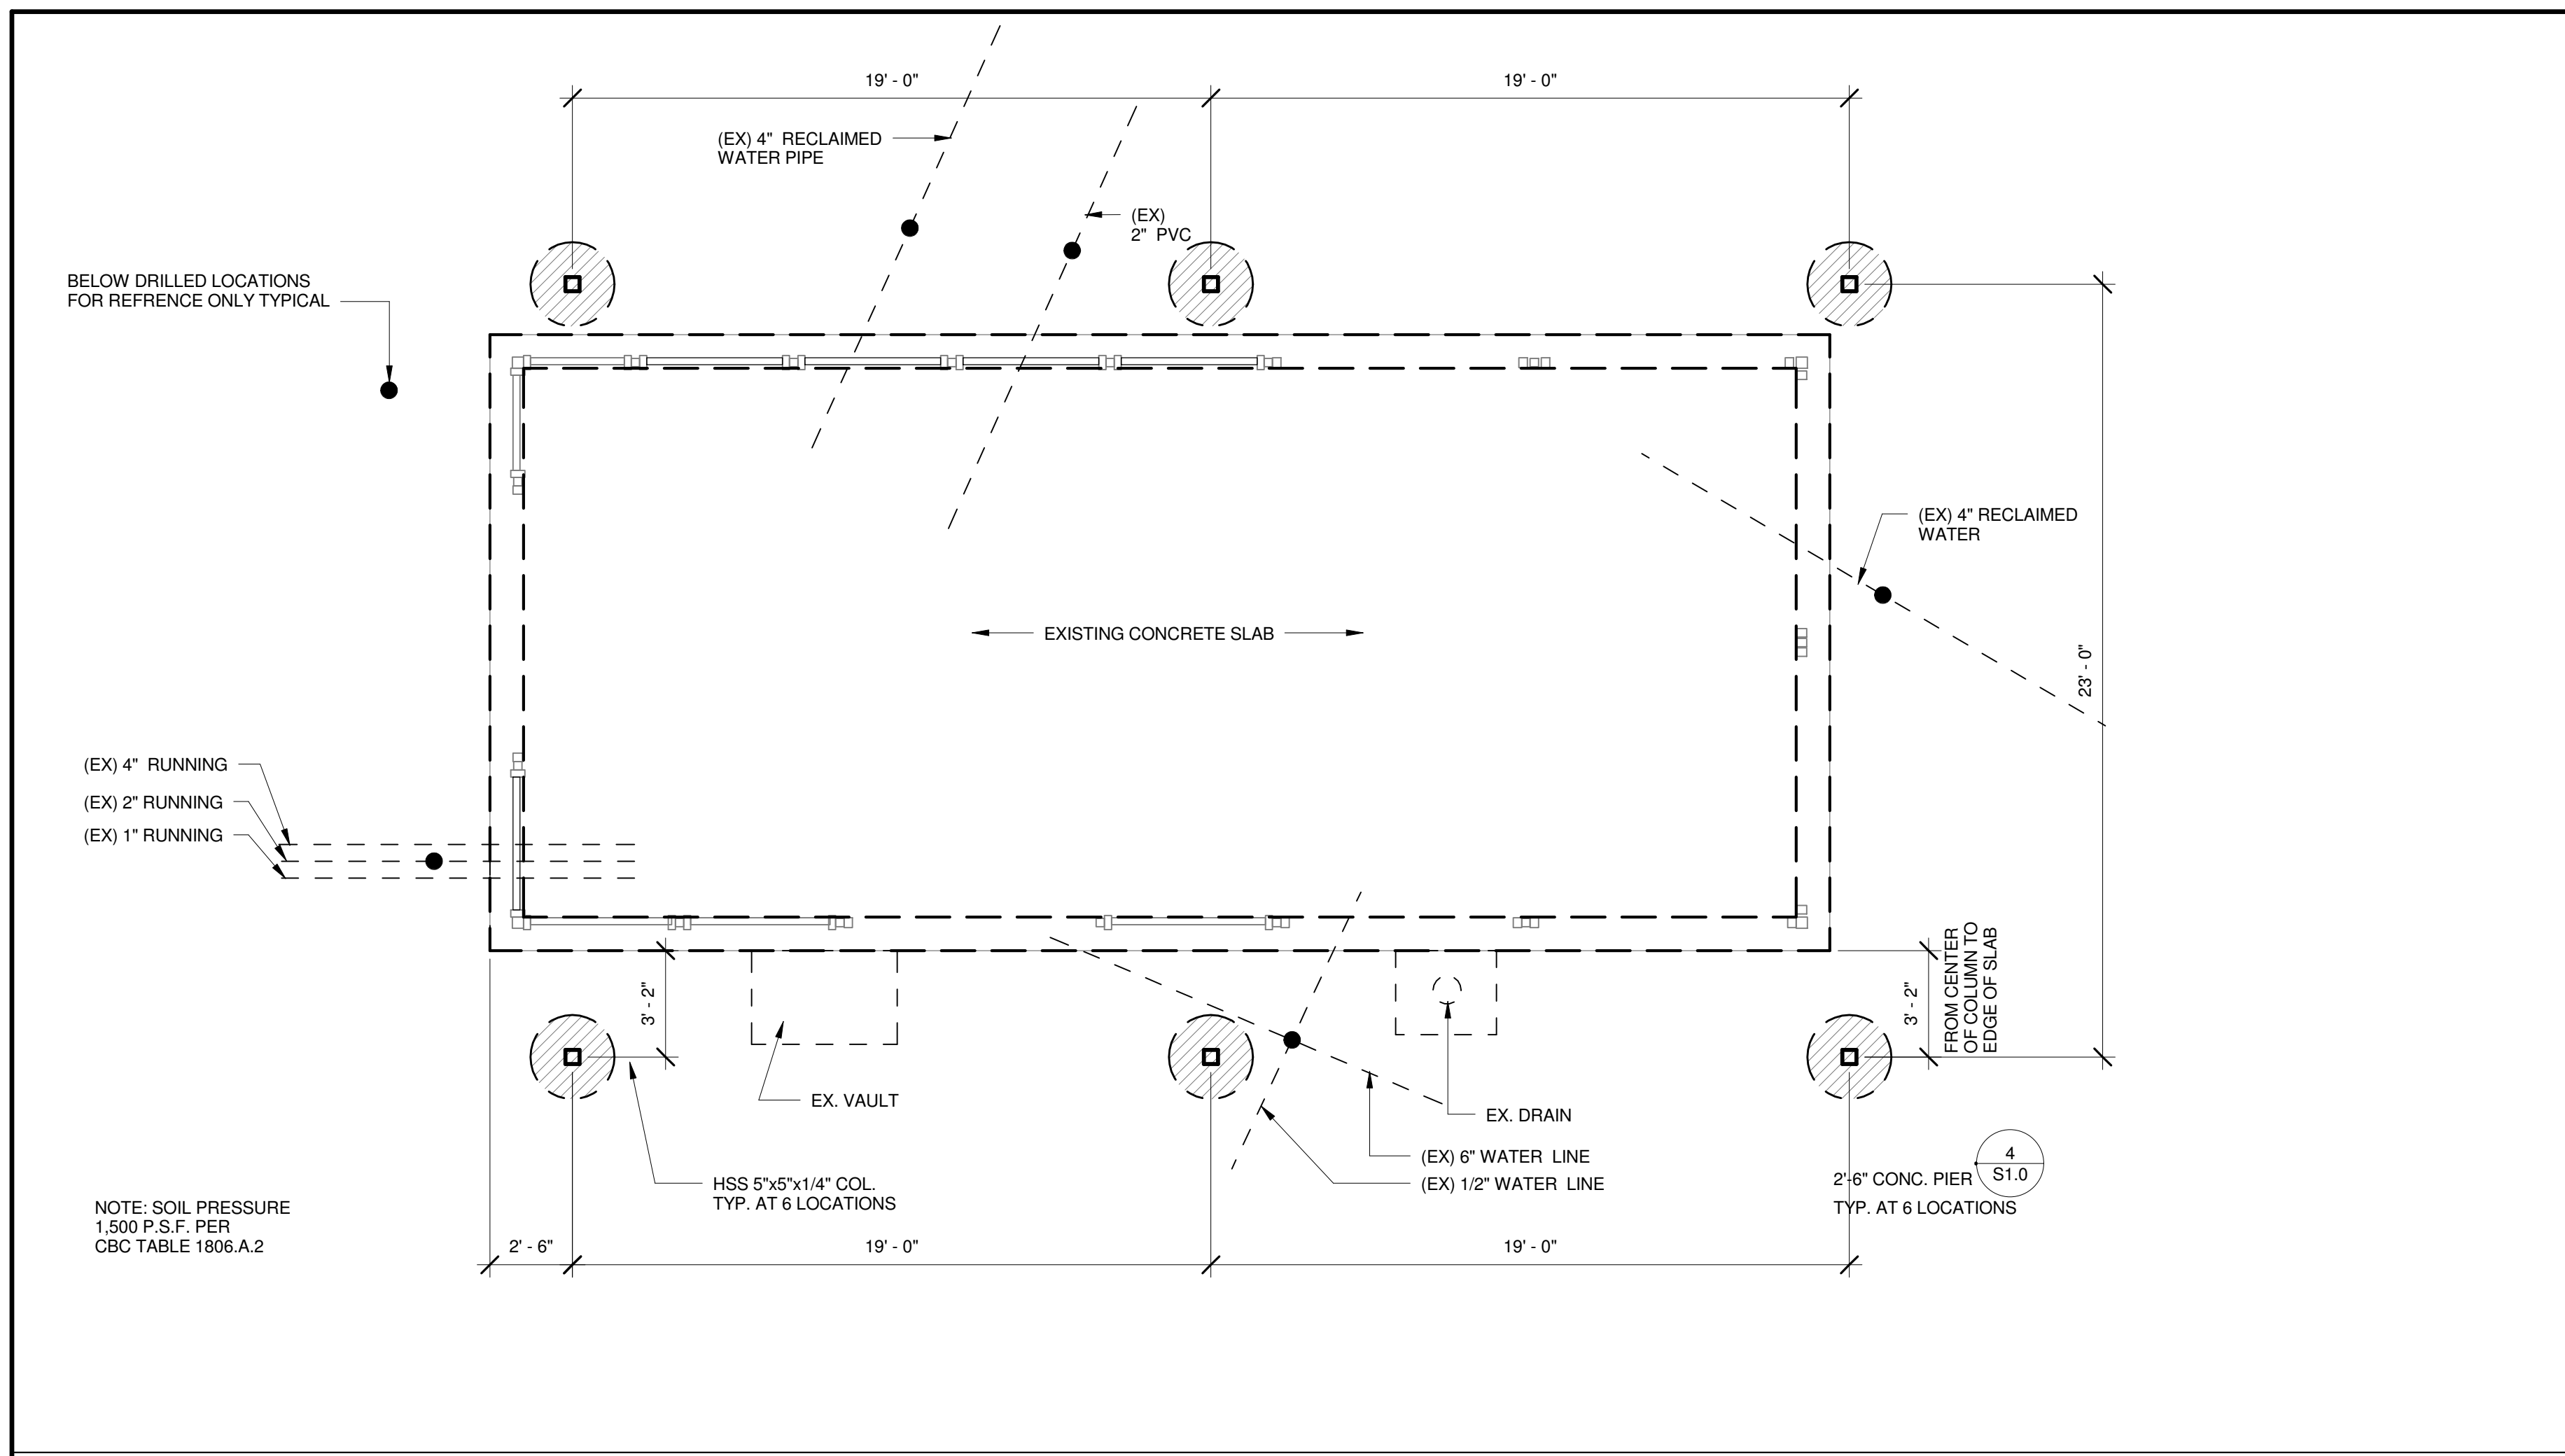 19' - 0"
19' - 0"
(EX) 4" RECLAIMED
WATER PIPE
(EX)
2" PVC
BELOW DRILLED LOCATIONS
FOR REFRENCE ONLY TYPICAL
(EX) 4" RECLAIMED
WATER
EXISTING CONCRETE SLAB
23' - 0"
(EX) 4" RUNNING
(EX) 2" RUNNING
(EX) 1" RUNNING
3' - 2"
3' - 2"
FROM CENTER
OF COLUMN TO
EDGE OF SLAB
EX. VAULT
EX. DRAIN
(EX) 6" WATER LINE
(EX) 1/2" WATER LINE
HSS 5"x5"x1/4" COL.
TYP. AT 6 LOCATIONS
4
S1.0
2'-6" CONC. PIER
TYP. AT 6 LOCATIONS
NOTE: SOIL PRESSURE
1,500 P.S.F. PER
CBC TABLE 1806.A.2
2' - 6"
19' - 0"
19' - 0"